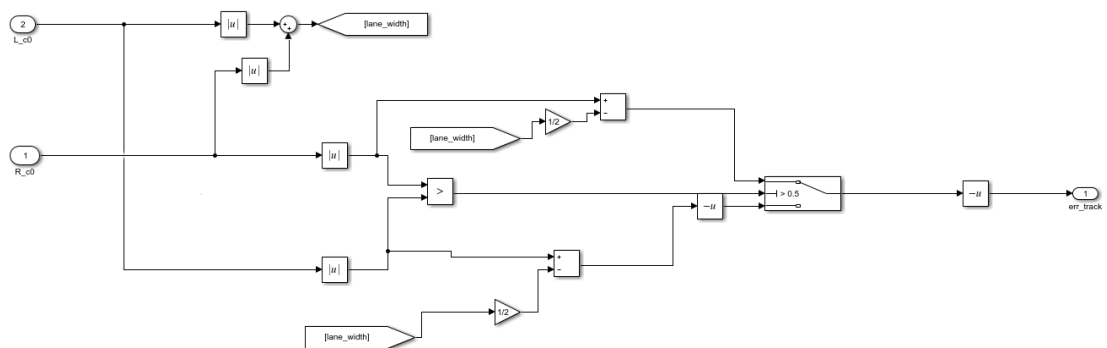 2
L_c0
|u|
+
+
[lane_width]
|u|
+
−
1/2
[lane_width]
1
R_c0
|u|
>
> 0.5
−u
−u
1
err_track
|u|
+
−
1/2
[lane_width]